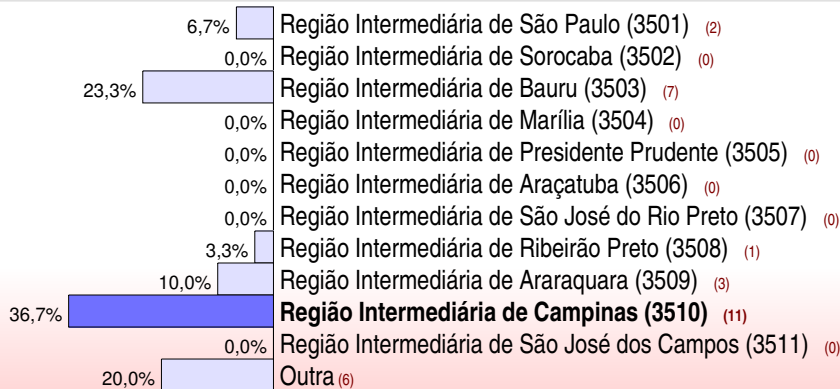 6,7% Região Intermediária de São Paulo (3501) (2)
0,0% Região Intermediária de Sorocaba (3502) (0)
23,3% Região Intermediária de Bauru (3503) (7)
0,0% Região Intermediária de Marília (3504) (0)
0,0% Região Intermediária de Presidente Prudente (3505) (0)
0,0% Região Intermediária de Araçatuba (3506) (0)
0,0% Região Intermediária de São José do Rio Preto (3507) (0)
3,3% Região Intermediária de Ribeirão Preto (3508) (1)
10,0% Região Intermediária de Araraquara (3509) (3)
36,7% Região Intermediária de Campinas (3510) (11)
0,0% Região Intermediária de São José dos Campos (3511) (0)
20,0% Outra (6)